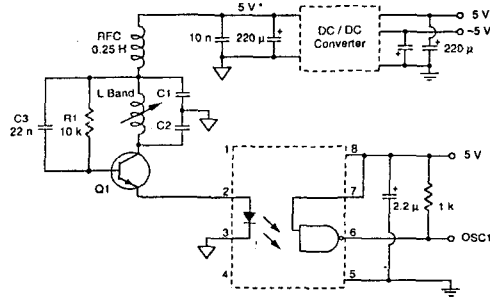 5 V*
5 V
~5 V
RFC
0.25 H
10 n
220 µ
+
DC / DC
Converter
+
+
220 µ
L Band
C1
C2
C3
22 n
R1
10 k
Q1
1
8
5 V
2
7
+
2.2 µ
1 k
3
6
OSC1
4
5